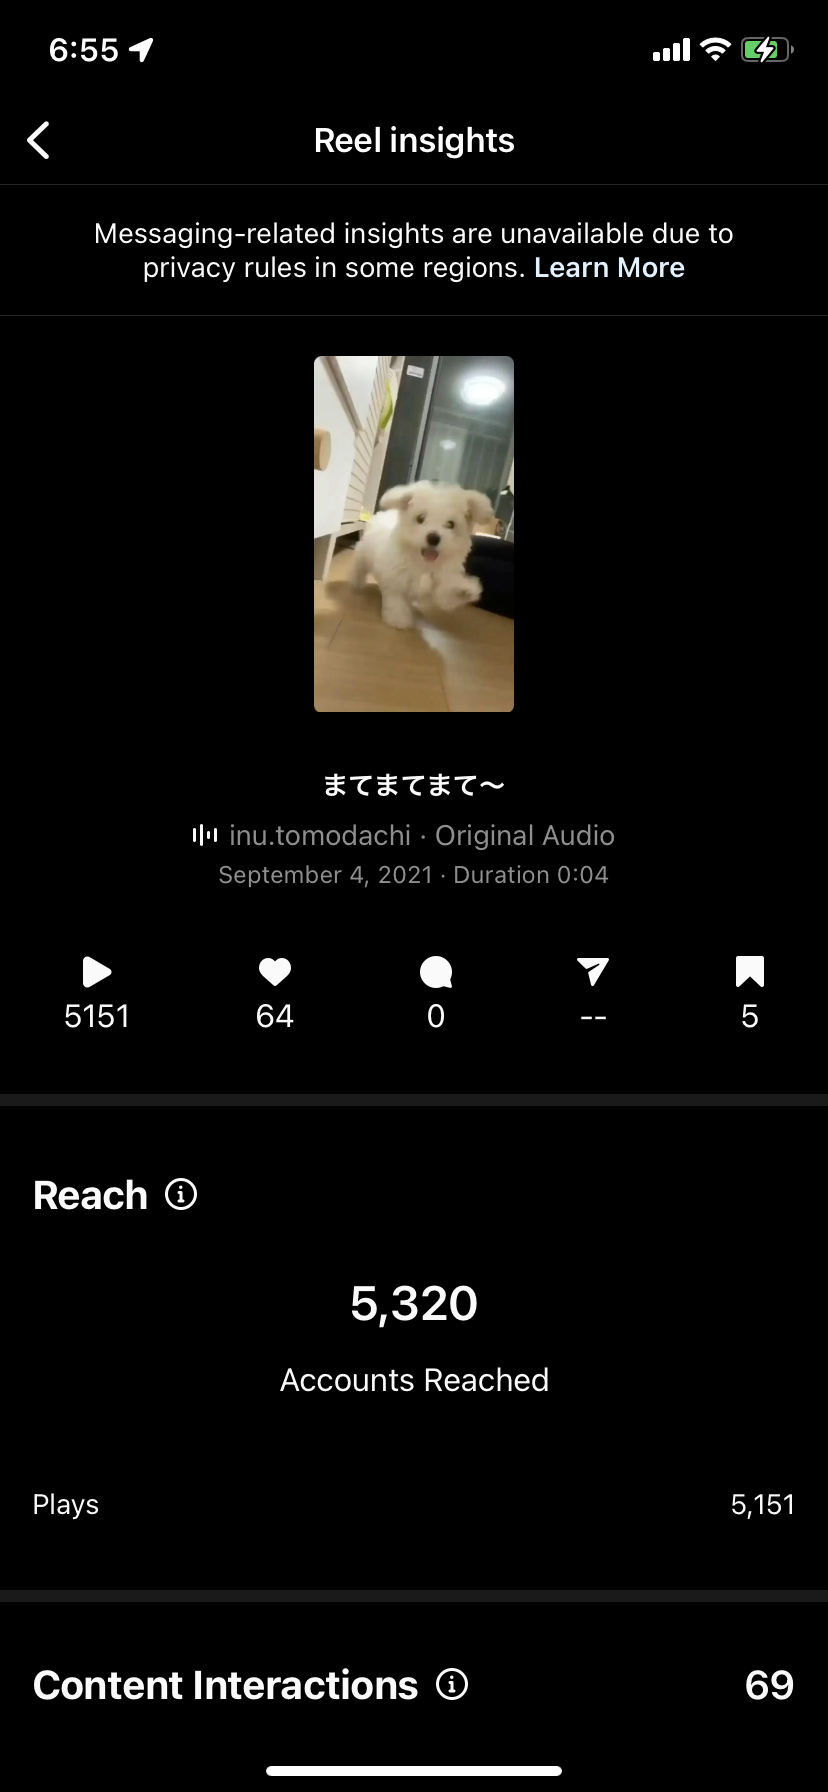 6:55
Reel insights
Messaging-related insights are unavailable due to
privacy rules in some regions. Learn More
まてまてまて〜
inu.tomodachi · Original Audio
September 4, 2021 · Duration 0:04
5151 64 0 -- 5
Reach
5,320
Accounts Reached
Plays 5,151
Content Interactions 69